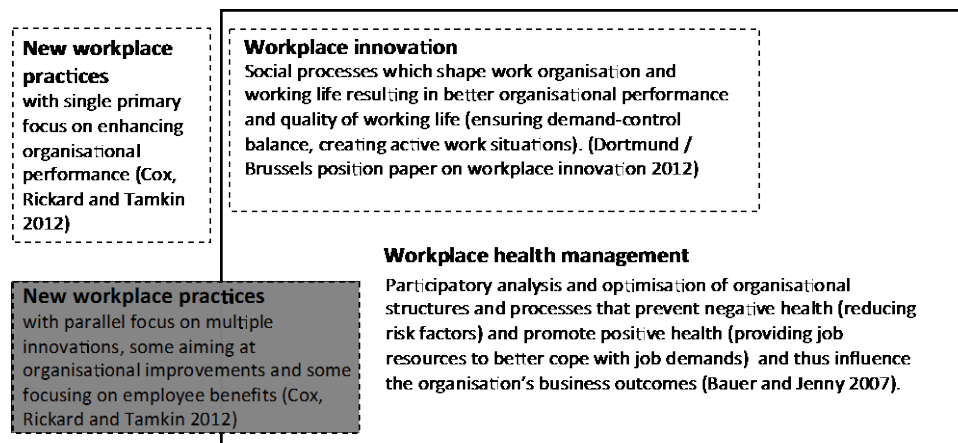 New workplace
practices
with single primary
focus on enhancing
organisational
performance (Cox,
Rickard and Tamkin
2012)
Workplace innovation
Social processes which shape work organisation and
working life resulting in better organisational performance
and quality of working life (ensuring demand-control
balance, creating active work situations). (Dortmund /
Brussels position paper on workplace innovation 2012)
New workplace practices
with parallel focus on multiple
innovations, some aiming at
organisational improvements and some
focusing on employee benefits (Cox,
Rickard and Tamkin 2012)
Workplace health management
Participatory analysis and optimisation of organisational
structures and processes that prevent negative health (reducing
risk factors) and promote positive health (providing job
resources to better cope with job demands) and thus influence
the organisation's business outcomes (Bauer and Jenny 2007).